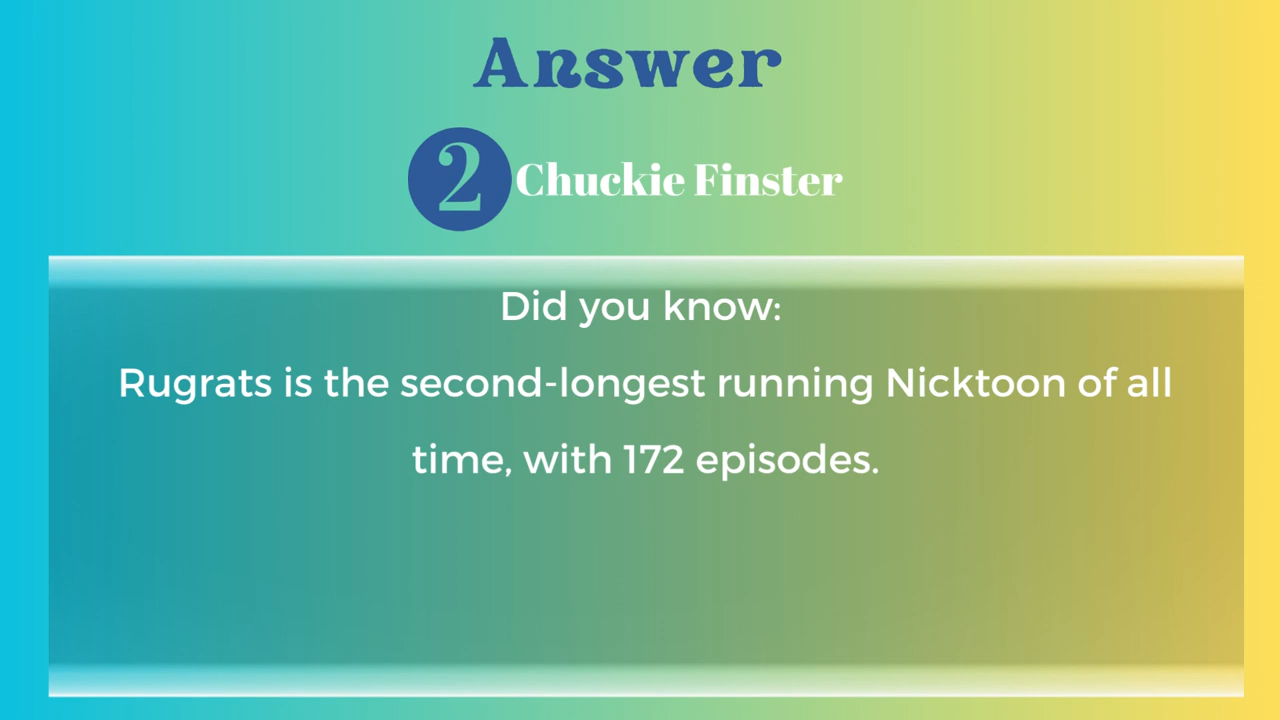 Answer
2 Chuckie Finster
Did you know:
Rugrats is the second-longest running Nicktoon of all
time, with 172 episodes.